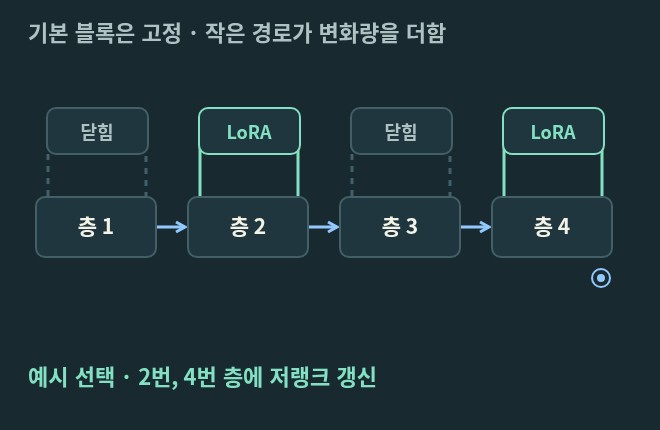 기본 블록은 고정 · 작은 경로가 변화량을 더함
닫힘 LoRA 닫힘 LoRA
층 1 층 2 층 3 층 4
예시 선택 · 2번, 4번 층에 저랭크 갱신